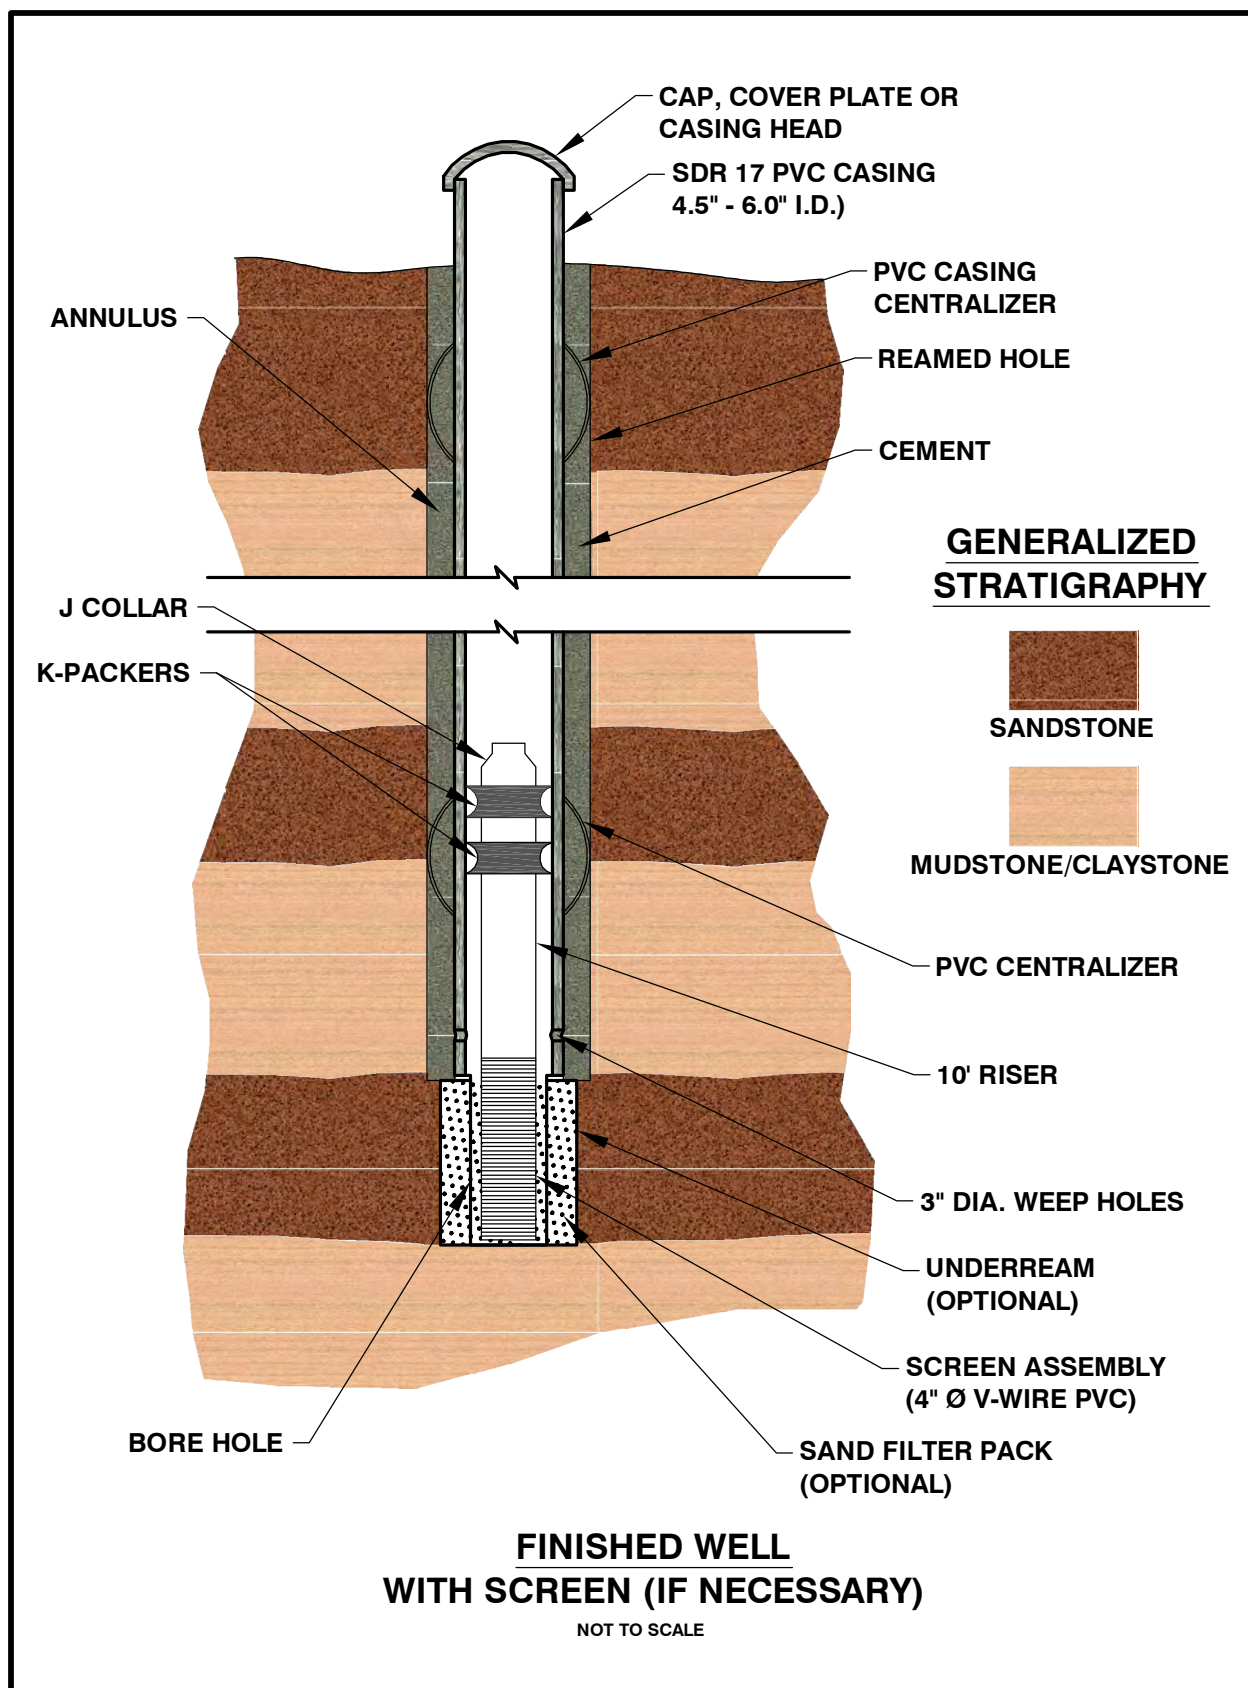 CAP, COVER PLATE OR
CASING HEAD
SDR 17 PVC CASING
4.5" - 6.0" I.D.)
PVC CASING
CENTRALIZER
ANNULUS
REAMED HOLE
CEMENT
GENERALIZED
STRATIGRAPHY
J COLLAR
K-PACKERS
SANDSTONE
MUDSTONE/CLAYSTONE
PVC CENTRALIZER
10' RISER
3" DIA. WEEP HOLES
UNDERREAM
(OPTIONAL)
SCREEN ASSEMBLY
(4" Ø V-WIRE PVC)
BORE HOLE
SAND FILTER PACK
(OPTIONAL)
FINISHED WELL
WITH SCREEN (IF NECESSARY)
NOT TO SCALE